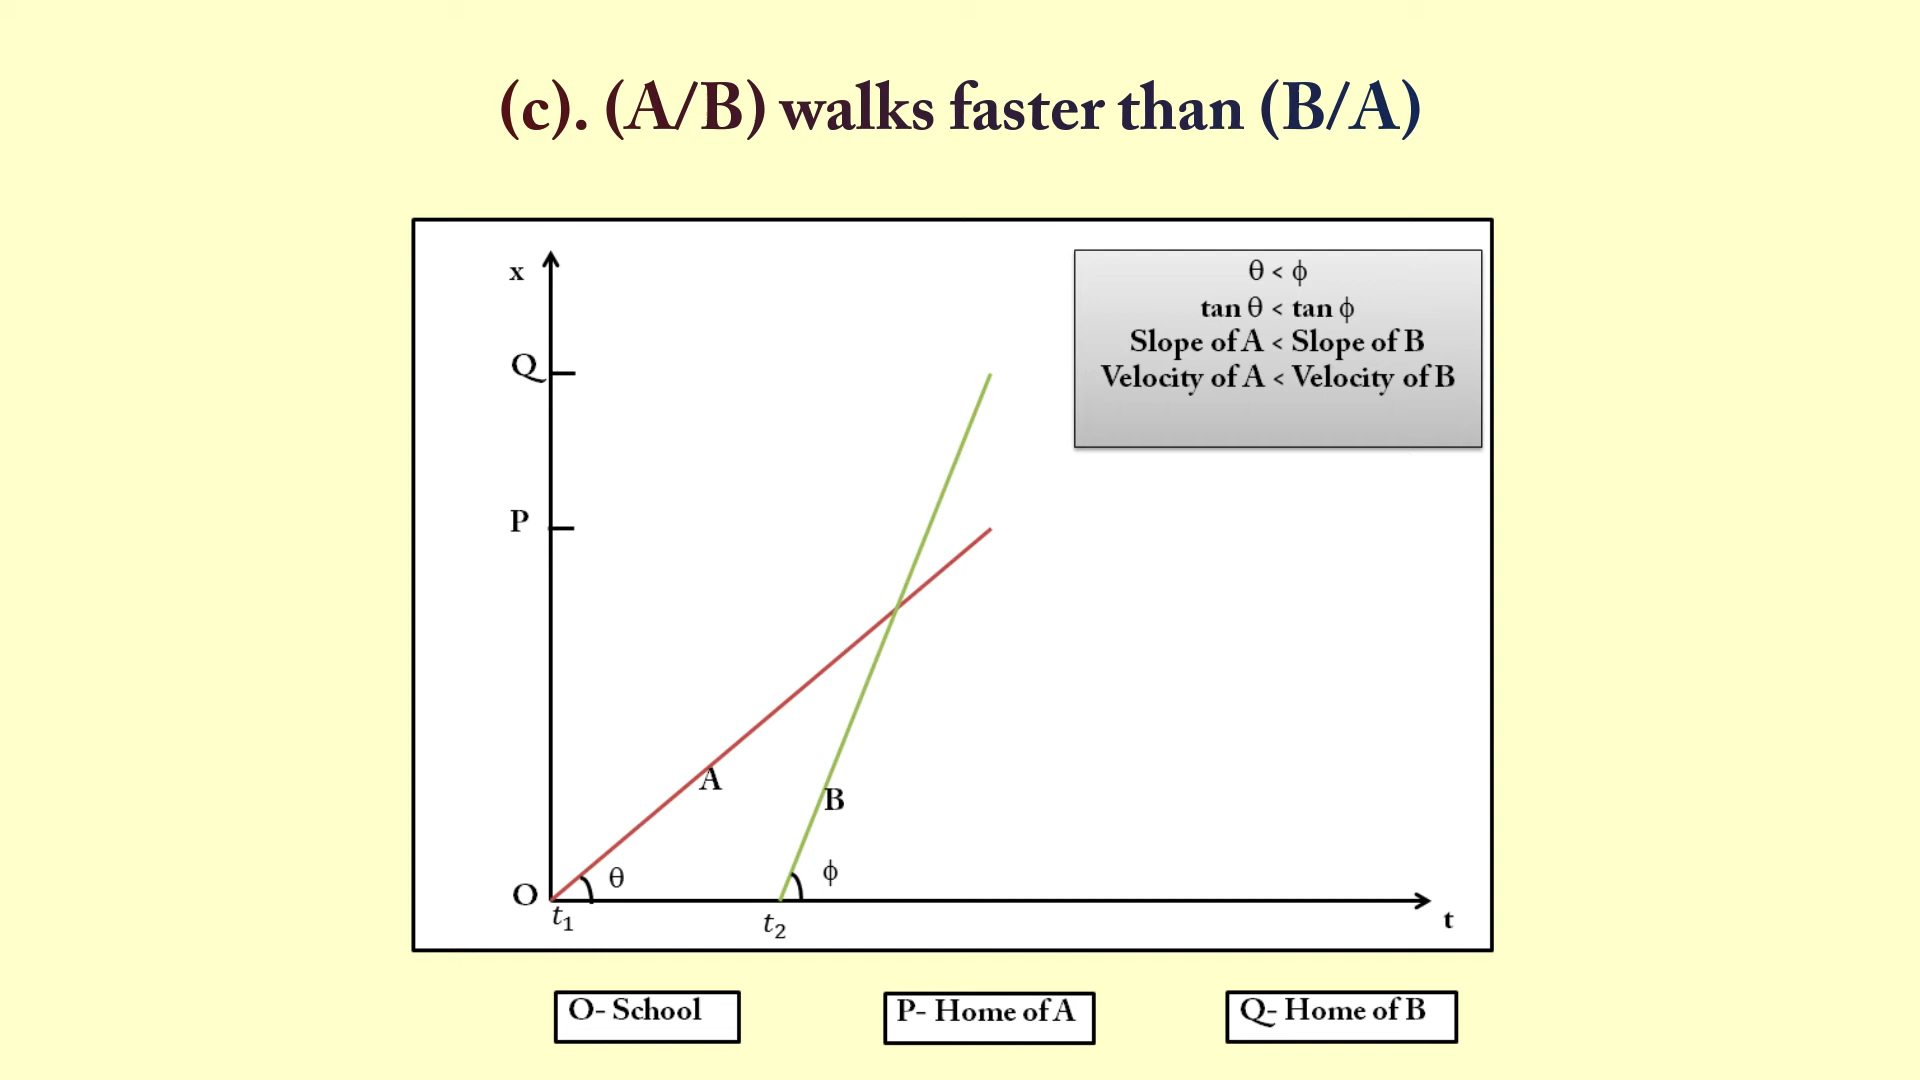 (c). (A/B) walks faster than (B/A)
x
θ < ϕ
tan θ < tan ϕ
Slope of A < Slope of B
Velocity of A < Velocity of B
Q
P
A
B
θ
ϕ
O
t₁
t₂
t
O- School
P- Home of A
Q- Home of B